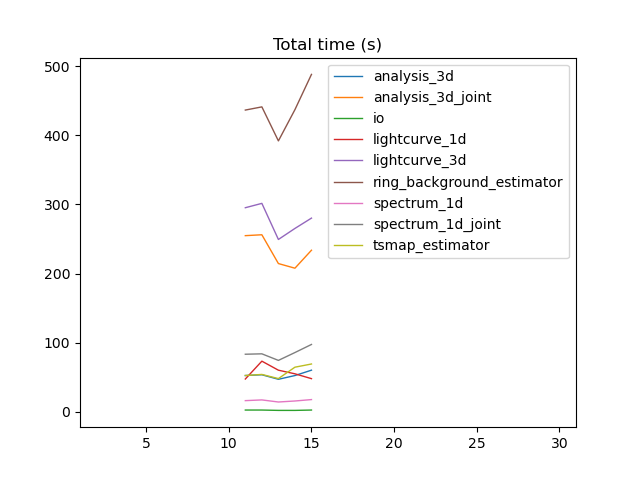 Total time (s)
500
400
300
200
100
0
analysis_3d
analysis_3d_joint
io
lightcurve_1d
lightcurve_3d
ring_background_estimator
spectrum_1d
spectrum_1d_joint
tsmap_estimator
5 10 15 20 25 30